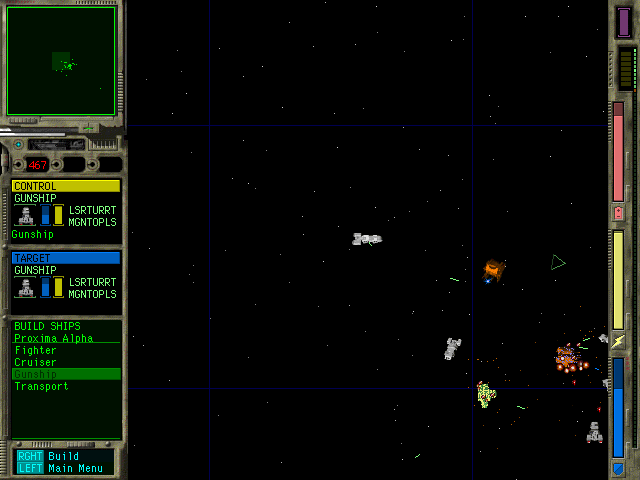 467
CONTROL
GUNSHIP
LSRTURRT
MGNTOPLS
Gunship
TARGET
GUNSHIP
LSRTURRT
MGNTOPLS
BUILD SHIPS
Proxima Alpha
Fighter
Cruiser
Gunship
Transport
RGHT Build
LEFT Main Menu